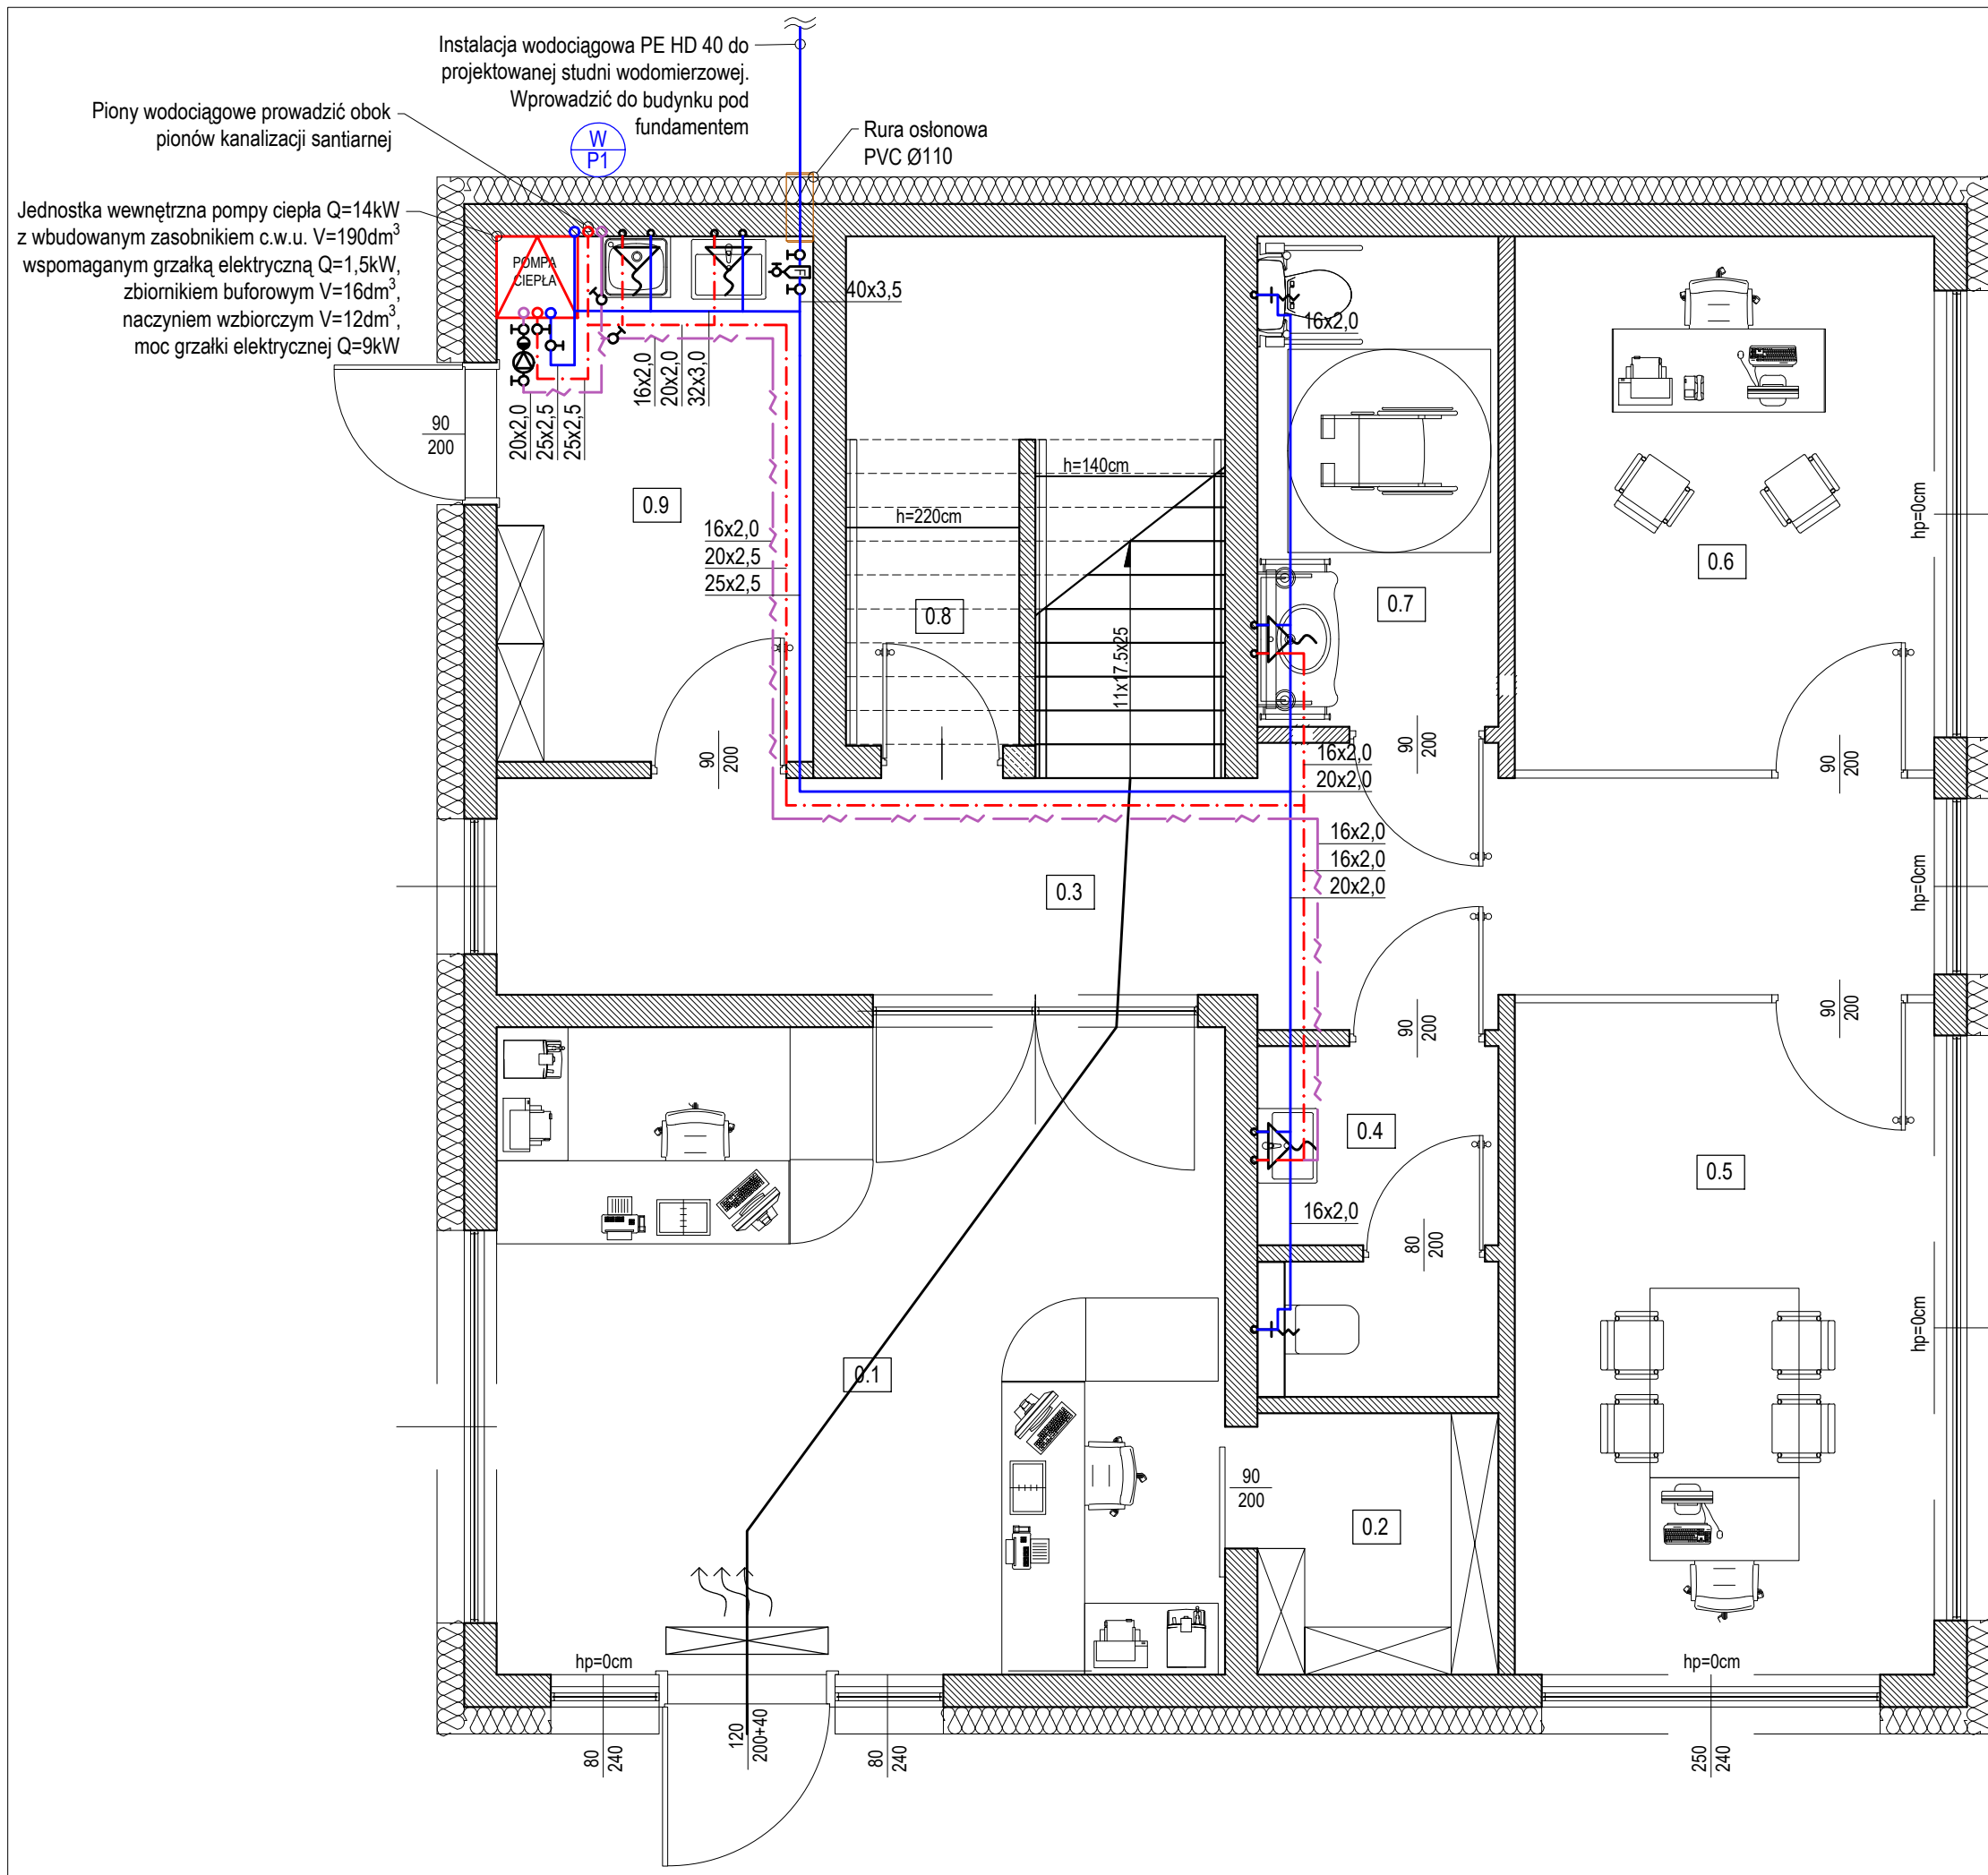 Instalacja wodociągowa PE HD 40 do
projektowanej studni wodomierzowej.
Wprowadzić do budynku pod
fundamentem
Piony wodociągowe prowadzić obok
pionów kanalizacji santiarnej
W
P1
Rura osłonowa
PVC Ø110
Jednostka wewnętrzna pompy ciepła Q=14kW
z wbudowanym zasobnikiem c.w.u. V=190dm³
wspomaganym grzałką elektryczną Q=1,5kW,
zbiornikiem buforowym V=16dm³,
naczyniem wzbiorczym V=12dm³,
moc grzałki elektrycznej Q=9kW
POMPA
CIEPŁA
40x3,5
16x2,0
16x2,0
20x2,0
32x3,0
20x2,0
25x2,5
25x2,5
90
200
h=140cm
h=220cm
0.9
16x2,0
20x2,5
25x2,5
0.8
11x17.5x25
0.7
0.6
hp=0cm
90
200
90
200
16x2,0
20x2,0
90
200
16x2,0
16x2,0
20x2,0
0.3
hp=0cm
90
200
90
200
0.4
0.5
16x2,0
80
200
hp=0cm
0.1
90
200
0.2
hp=0cm
hp=0cm
80
240
120
200+40
80
240
250
240